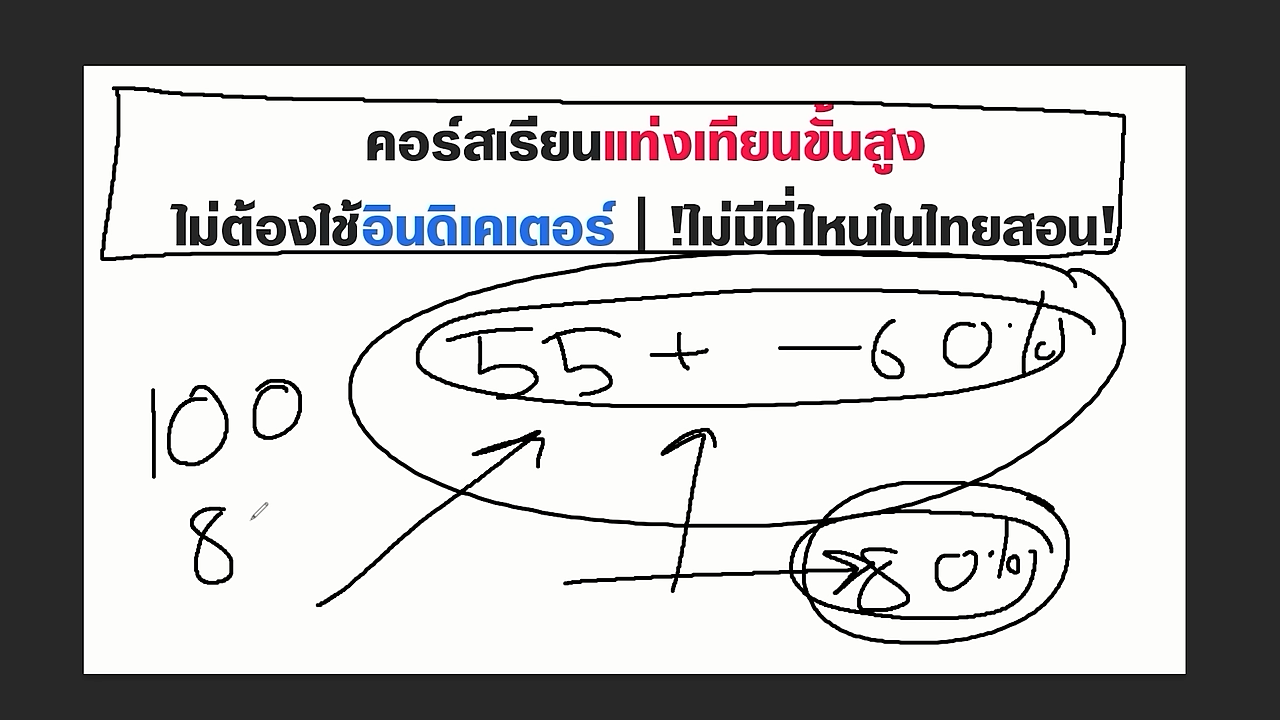 คอร์สเรียนแท่งเทียนขั้นสูง
ไม่ต้องใช้อินดิเคเตอร์ | !ไม่มีที่ไหนในไทยสอน!
55 + - 60%
100
8
80%